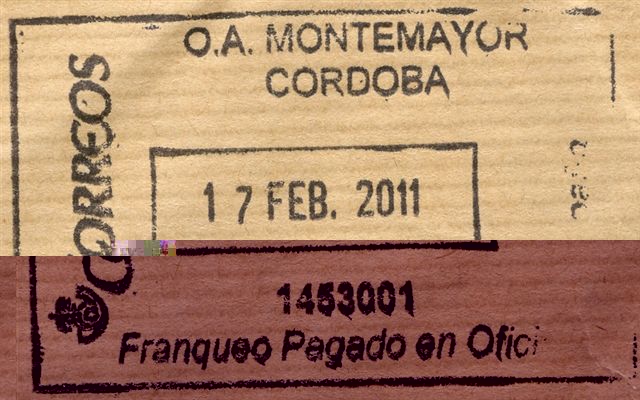 O.A. MONTEMAYOR
CORDOBA
CORREOS
17 FEB. 2011
1453001
Franqueo Pagado en Ofici